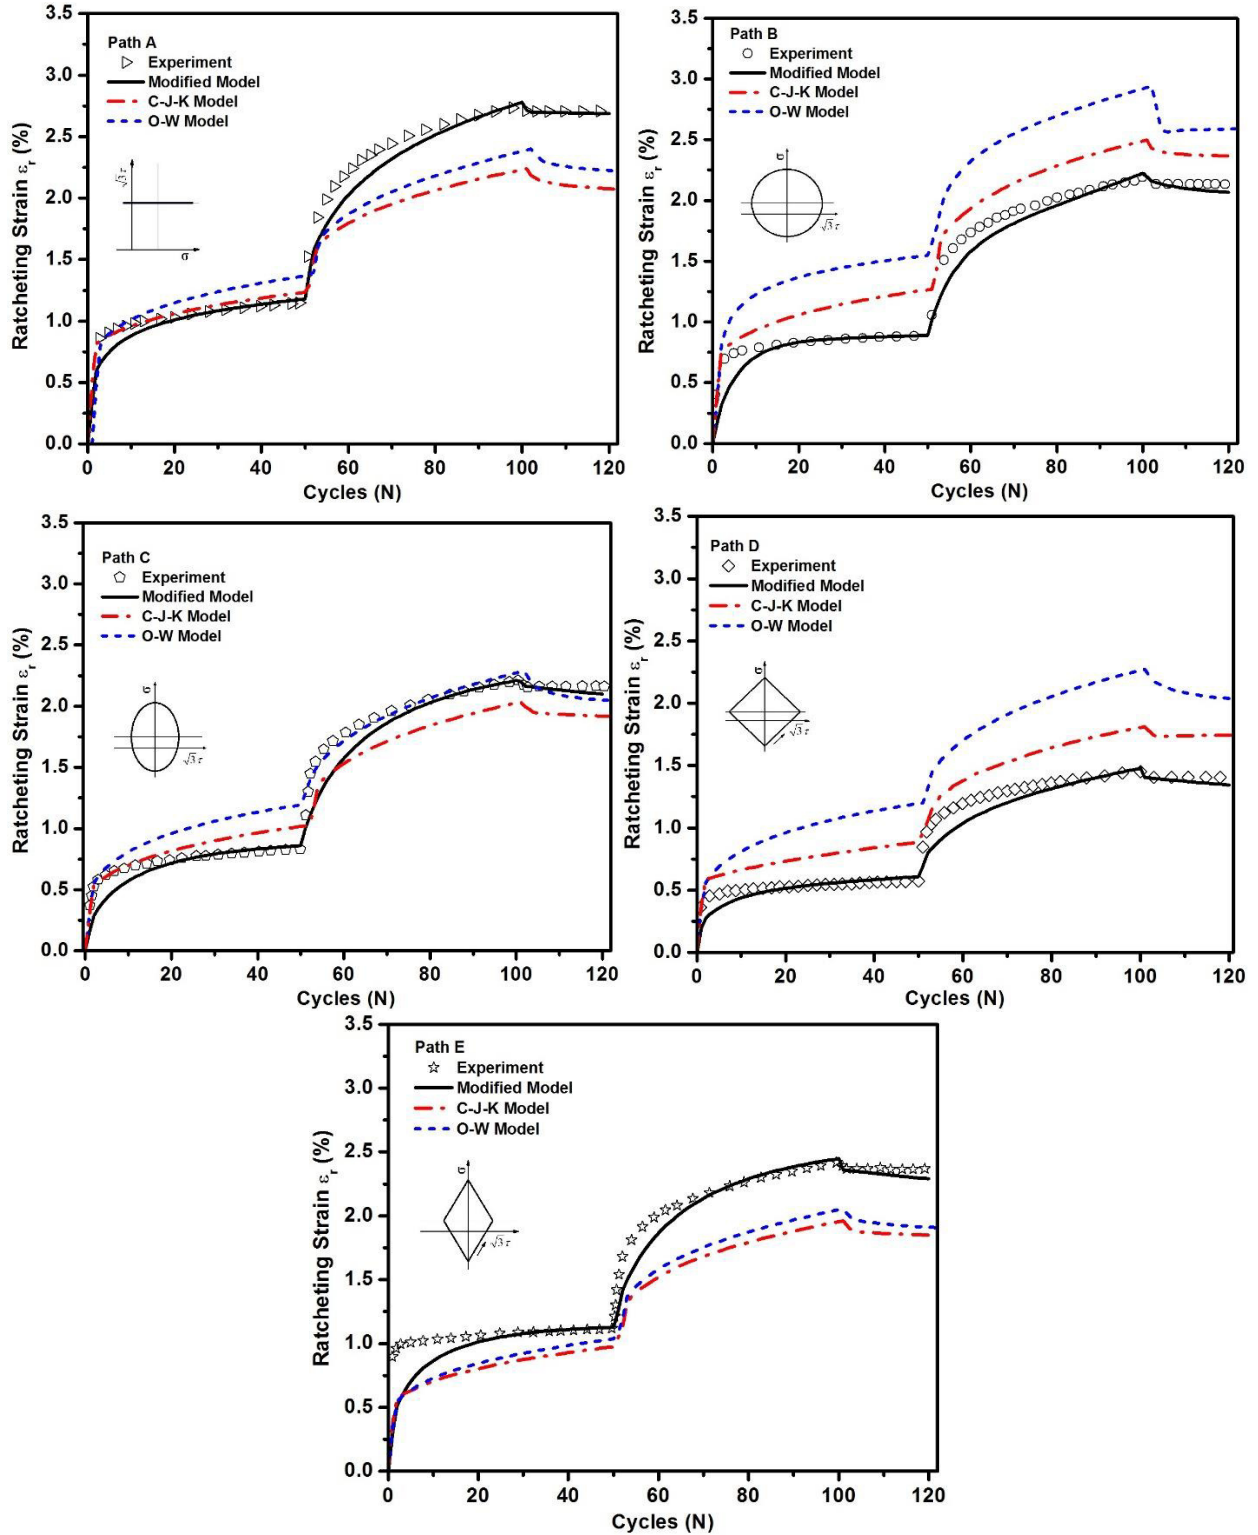 Path A
Experiment
Modified Model
C-J-K Model
O-W Model
√3 τ
σ
Ratcheting Strain εr (%)
3.5
3.0
2.5
2.0
1.5
1.0
0.5
0.0
0 20 40 60 80 100 120
Cycles (N)
Path B
Experiment
Modified Model
C-J-K Model
O-W Model
σ
√3 τ
Ratcheting Strain εr (%)
3.5
3.0
2.5
2.0
1.5
1.0
0.5
0.0
0 20 40 60 80 100 120
Cycles (N)
Path C
Experiment
Modified Model
C-J-K Model
O-W Model
σ
√3 τ
Ratcheting Strain εr (%)
3.5
3.0
2.5
2.0
1.5
1.0
0.5
0.0
0 20 40 60 80 100 120
Cycles (N)
Path D
Experiment
Modified Model
C-J-K Model
O-W Model
σ
√3 τ
Ratcheting Strain εr (%)
3.5
3.0
2.5
2.0
1.5
1.0
0.5
0.0
0 20 40 60 80 100 120
Cycles (N)
Path E
Experiment
Modified Model
C-J-K Model
O-W Model
σ
√3 τ
Ratcheting Strain εr (%)
3.5
3.0
2.5
2.0
1.5
1.0
0.5
0.0
0 20 40 60 80 100 120
Cycles (N)